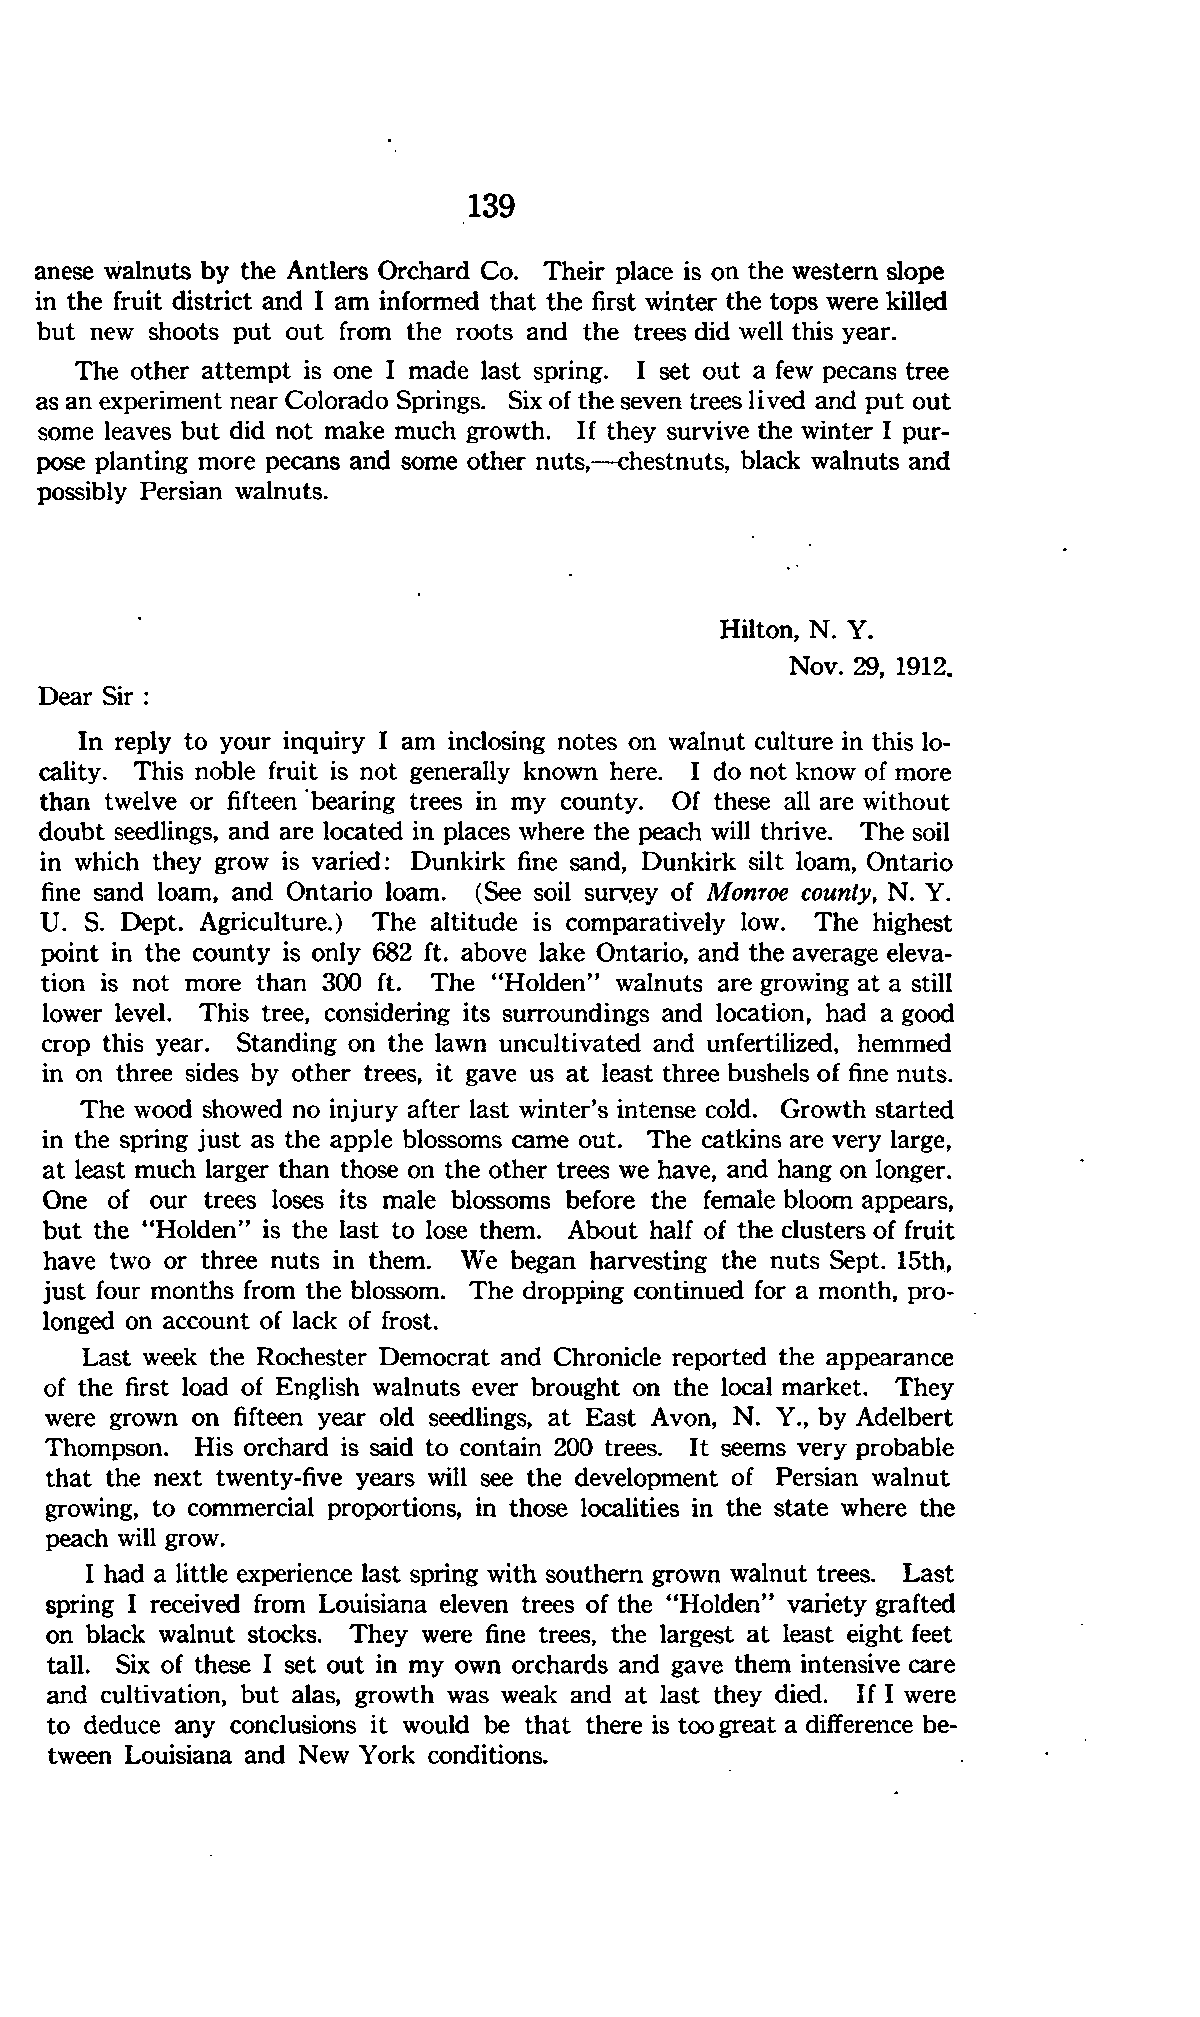 139
anese walnuts by the Antlers Orchard Co. Their place is on the western slope
in the fruit district and I am informed that the first winter the tops were killed
but new shoots put out from the roots and the trees did well this year.
The other attempt is one I made last spring. I set out a few pecans tree
as an experiment near Colorado Springs. Six of the seven trees lived and put out
some leaves but did not make much growth. If they survive the winter I pur-
pose planting more pecans and some other nuts,—chestnuts, black walnuts and
possibly Persian walnuts.
Hilton, N. Y.
Nov. 29, 1912.
Dear Sir :
In reply to your inquiry I am inclosing notes on walnut culture in this lo-
cality. This noble fruit is not generally known here. I do not know of more
than twelve or fifteen bearing trees in my county. Of these all are without
doubt seedlings, and are located in places where the peach will thrive. The soil
in which they grow is varied: Dunkirk fine sand, Dunkirk silt loam, Ontario
fine sand loam, and Ontario loam. (See soil survey of Monroe county, N. Y.
U. S. Dept. Agriculture.) The altitude is comparatively low. The highest
point in the county is only 682 ft. above lake Ontario, and the average eleva-
tion is not more than 300 ft. The "Holden" walnuts are growing at a still
lower level. This tree, considering its surroundings and location, had a good
crop this year. Standing on the lawn uncultivated and unfertilized, hemmed
in on three sides by other trees, it gave us at least three bushels of fine nuts.
The wood showed no injury after last winter's intense cold. Growth started
in the spring just as the apple blossoms came out. The catkins are very large,
at least much larger than those on the other trees we have, and hang on longer.
One of our trees loses its male blossoms before the female bloom appears,
but the "Holden" is the last to lose them. About half of the clusters of fruit
have two or three nuts in them. We began harvesting the nuts Sept. 15th,
just four months from the blossom. The dropping continued for a month, pro-
longed on account of lack of frost.
Last week the Rochester Democrat and Chronicle reported the appearance
of the first load of English walnuts ever brought on the local market. They
were grown on fifteen year old seedlings, at East Avon, N. Y., by Adelbert
Thompson. His orchard is said to contain 200 trees. It seems very probable
that the next twenty-five years will see the development of Persian walnut
growing, to commercial proportions, in those localities in the state where the
peach will grow.
I had a little experience last spring with southern grown walnut trees. Last
spring I received from Louisiana eleven trees of the "Holden" variety grafted
on black walnut stocks. They were fine trees, the largest at least eight feet
tall. Six of these I set out in my own orchards and gave them intensive care
and cultivation, but alas, growth was weak and at last they died. If I were
to deduce any conclusions it would be that there is too great a difference be-
tween Louisiana and New York conditions.